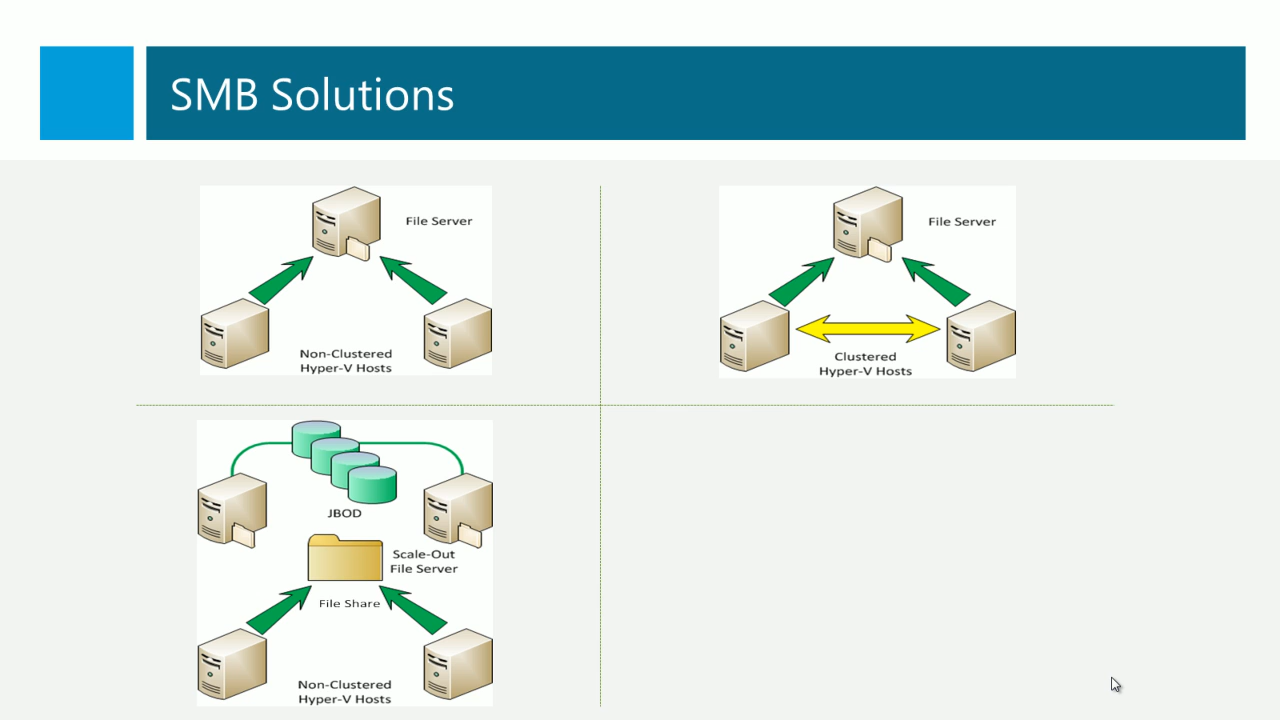 SMB Solutions
File Server
Non-Clustered
Hyper-V Hosts
File Server
Clustered
Hyper-V Hosts
JBOD
Scale-Out
File Server
File Share
Non-Clustered
Hyper-V Hosts